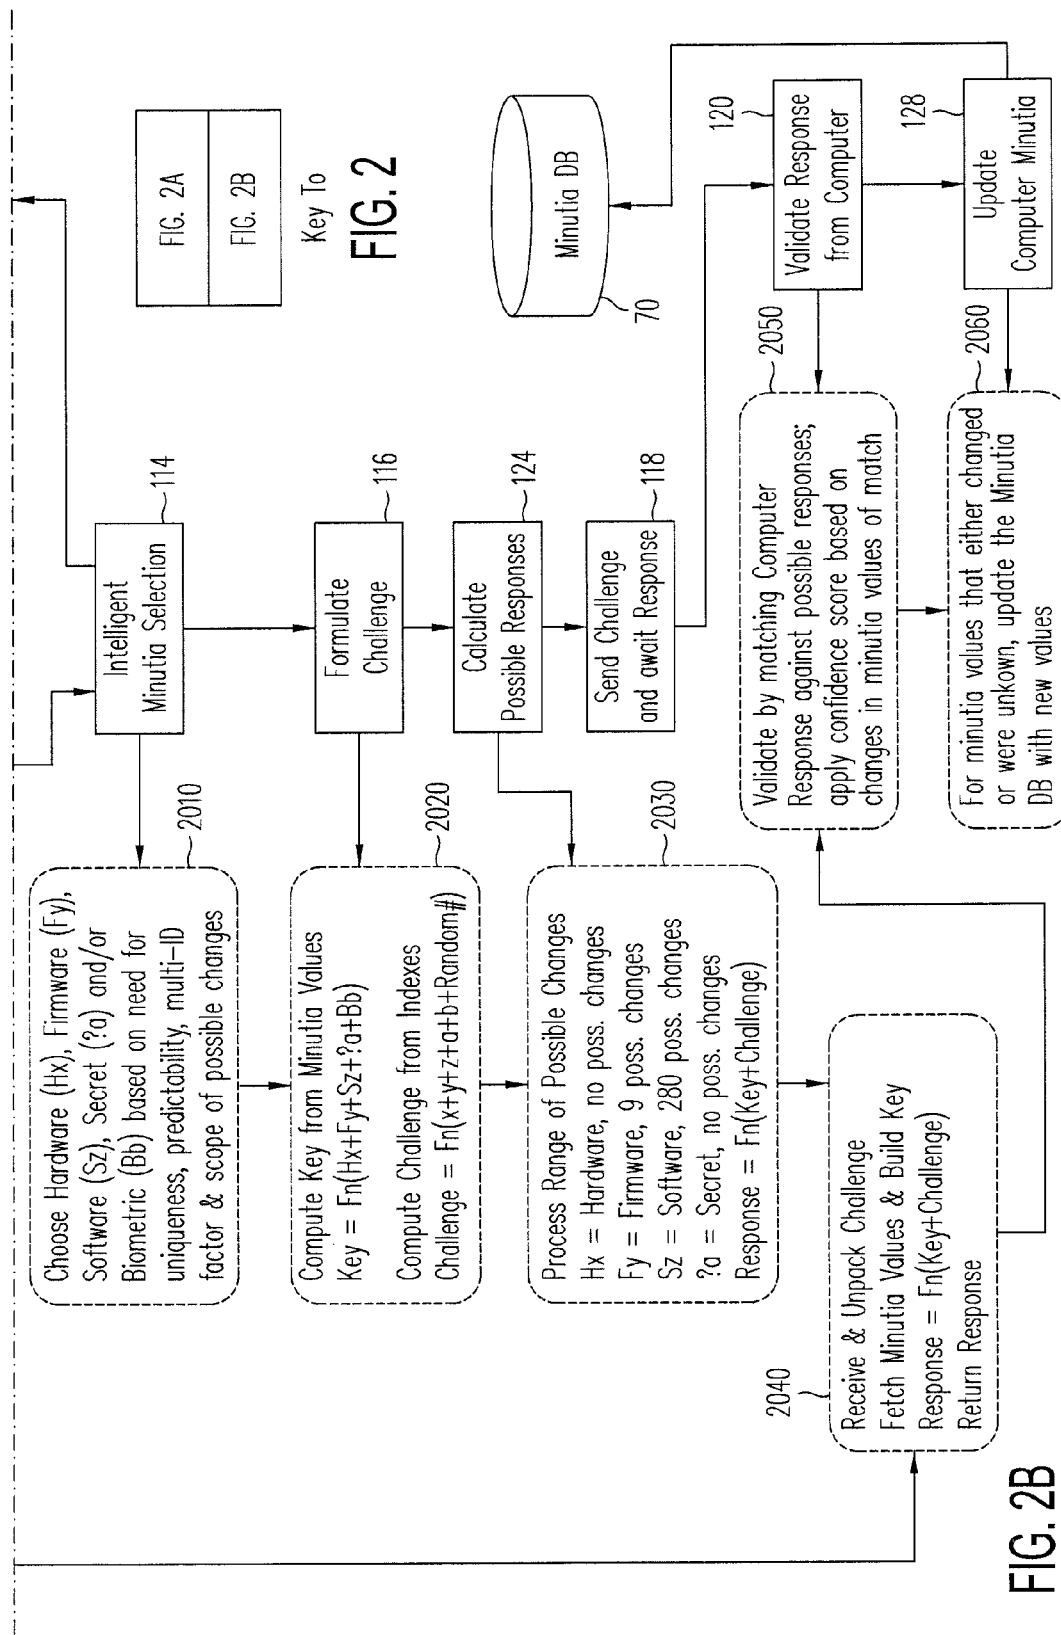 Intelligent
Minutia Selection
114
FIG. 2A
FIG. 2B
Key To
FIG. 2
Choose Hardware (Hx), Firmware (Fy),
Software (Sz), Secret (?a) and/or
Biometric (Bb) based on need for
uniqueness, predictability, multi-ID
factor & scope of possible changes
2010
Formulate
Challenge
116
Compute Key from Minutia Values
Key = Fn(Hx+Fy+Sz+?a+Bb)
Compute Challenge from Indexes
Challenge = Fn(x+y+z+a+b+Random#)
2020
Calculate
Possible Responses
124
Minutia DB
70
Process Range of Possible Changes
Hx = Hardware, no poss. changes
Fy = Firmware, 9 poss. changes
Sz = Software, 280 poss. changes
?a = Secret, no poss. changes
Response = Fn(Key+Challenge)
2030
Send Challenge
and await Response
118
Receive & Unpack Challenge
Fetch Minutia Values & Build Key
Response = Fn(Key+Challenge)
Return Response
2040
Validate by matching Computer
Response against possible responses;
apply confidence score based on
changes in minutia values of match
2050
Validate Response
from Computer
120
For minutia values that either changed
or were unkown, update the Minutia
DB with new values
2060
Update
Computer Minutia
128
FIG. 2B